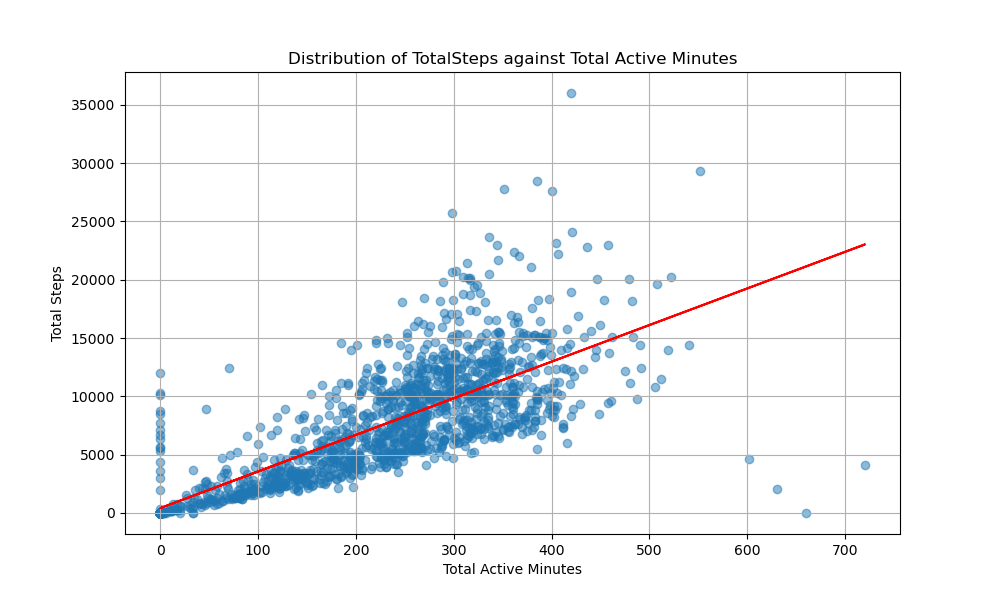 Distribution of TotalSteps against Total Active Minutes
35000
30000
25000
20000
15000
10000
5000
0
Total Steps
0 100 200 300 400 500 600 700
Total Active Minutes